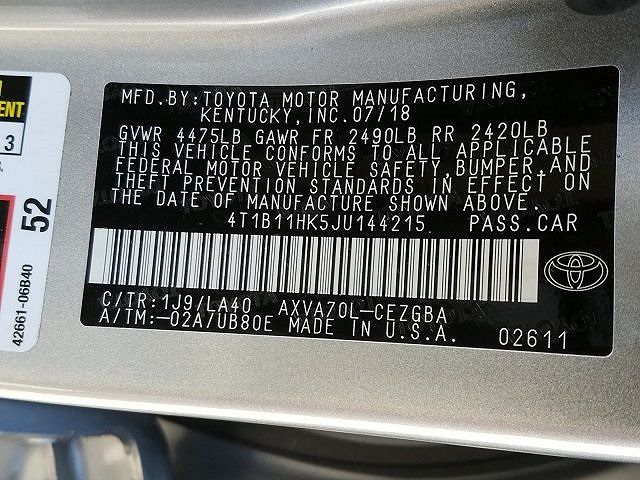 MFD.BY:TOYOTA MOTOR MANUFACTURING,
KENTUCKY,INC.07/18
GVWR 4475LB GAWR FR 2490LB RR 2420LB
THIS VEHICLE CONFORMS TO ALL APPLICABLE
FEDERAL MOTOR VEHICLE SAFETY,BUMPER,AND
THEFT PREVENTION STANDARDS IN EFFECT ON
THE DATE OF MANUFACTURE SHOWN ABOVE.
4T1B11HK5JU144215 PASS.CAR
C/TR:1J9/LA40 AXVA70L-CEZGBA
A/TM:-02A/UB80E MADE IN U.S.A. 02611
3
52
42661-06B40